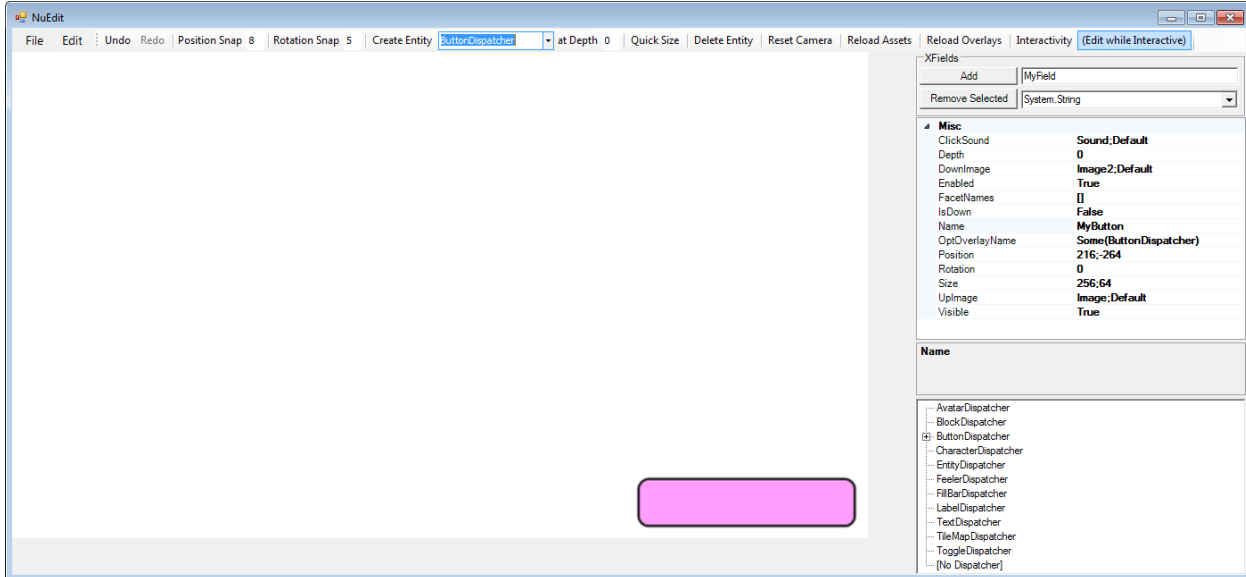 NuEdit
File Edit Undo Redo Position Snap 8 Rotation Snap 5 Create Entity ButtonDispatcher at Depth 0 Quick Size Delete Entity Reset Camera Reload Assets Reload Overlays Interactivity (Edit while Interactive)
XFields
Add MyField
Remove Selected System.String
Misc
ClickSound Sound;Default
Depth 0
DownImage Image2;Default
Enabled True
FacetNames []
IsDown False
Name MyButton
OptOverlayName Some(ButtonDispatcher)
Position 216;-264
Rotation 0
Size 256;64
UpImage Image;Default
Visible True
Name
AvatarDispatcher
BlockDispatcher
ButtonDispatcher
CharacterDispatcher
EntityDispatcher
FeelerDispatcher
FillBarDispatcher
LabelDispatcher
TextDispatcher
TileMapDispatcher
ToggleDispatcher
[No Dispatcher]